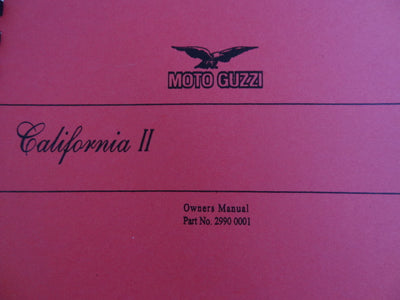 MOTO GUZZI
California II
Owners Manual
Part No. 2990 0001